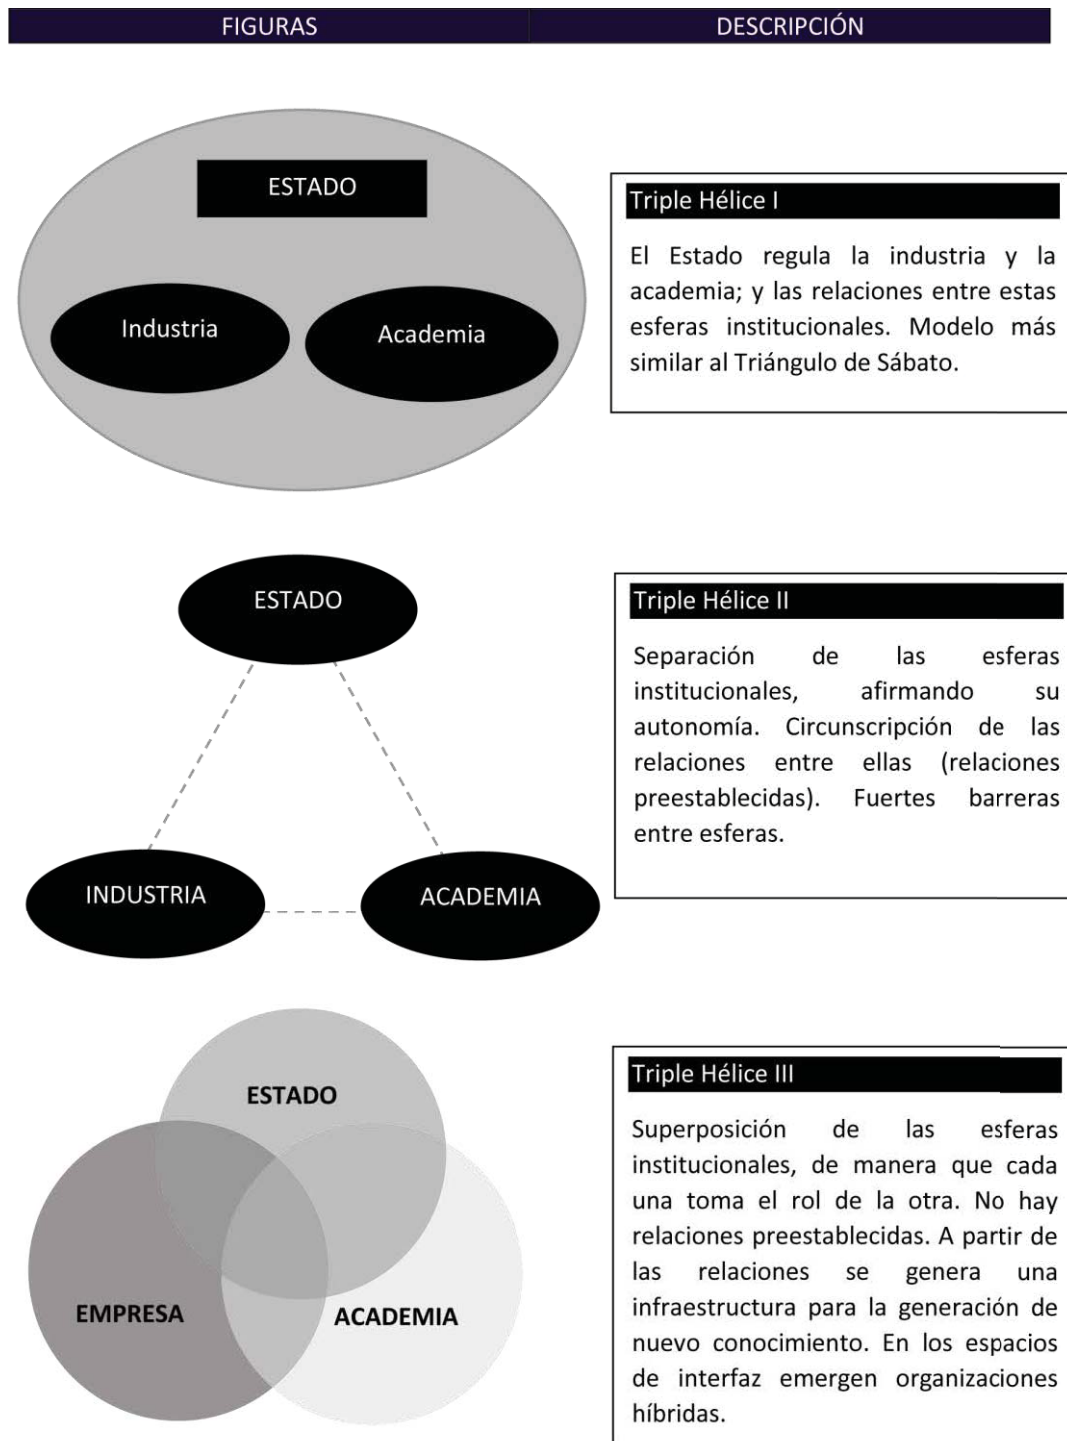 FIGURAS
DESCRIPCIÓN
ESTADO
Industria
Academia
Triple Hélice I
El Estado regula la industria y la
academia; y las relaciones entre estas
esferas institucionales. Modelo más
similar al Triángulo de Sábato.
ESTADO
INDUSTRIA
ACADEMIA
Triple Hélice II
Separación de las esferas
institucionales, afirmando su
autonomía. Circunscripción de las
relaciones entre ellas (relaciones
preestablecidas). Fuertes barreras
entre esferas.
ESTADO
EMPRESA
ACADEMIA
Triple Hélice III
Superposición de las esferas
institucionales, de manera que cada
una toma el rol de la otra. No hay
relaciones preestablecidas. A partir de
las relaciones se genera una
infraestructura para la generación de
nuevo conocimiento. En los espacios
de interfaz emergen organizaciones
híbridas.